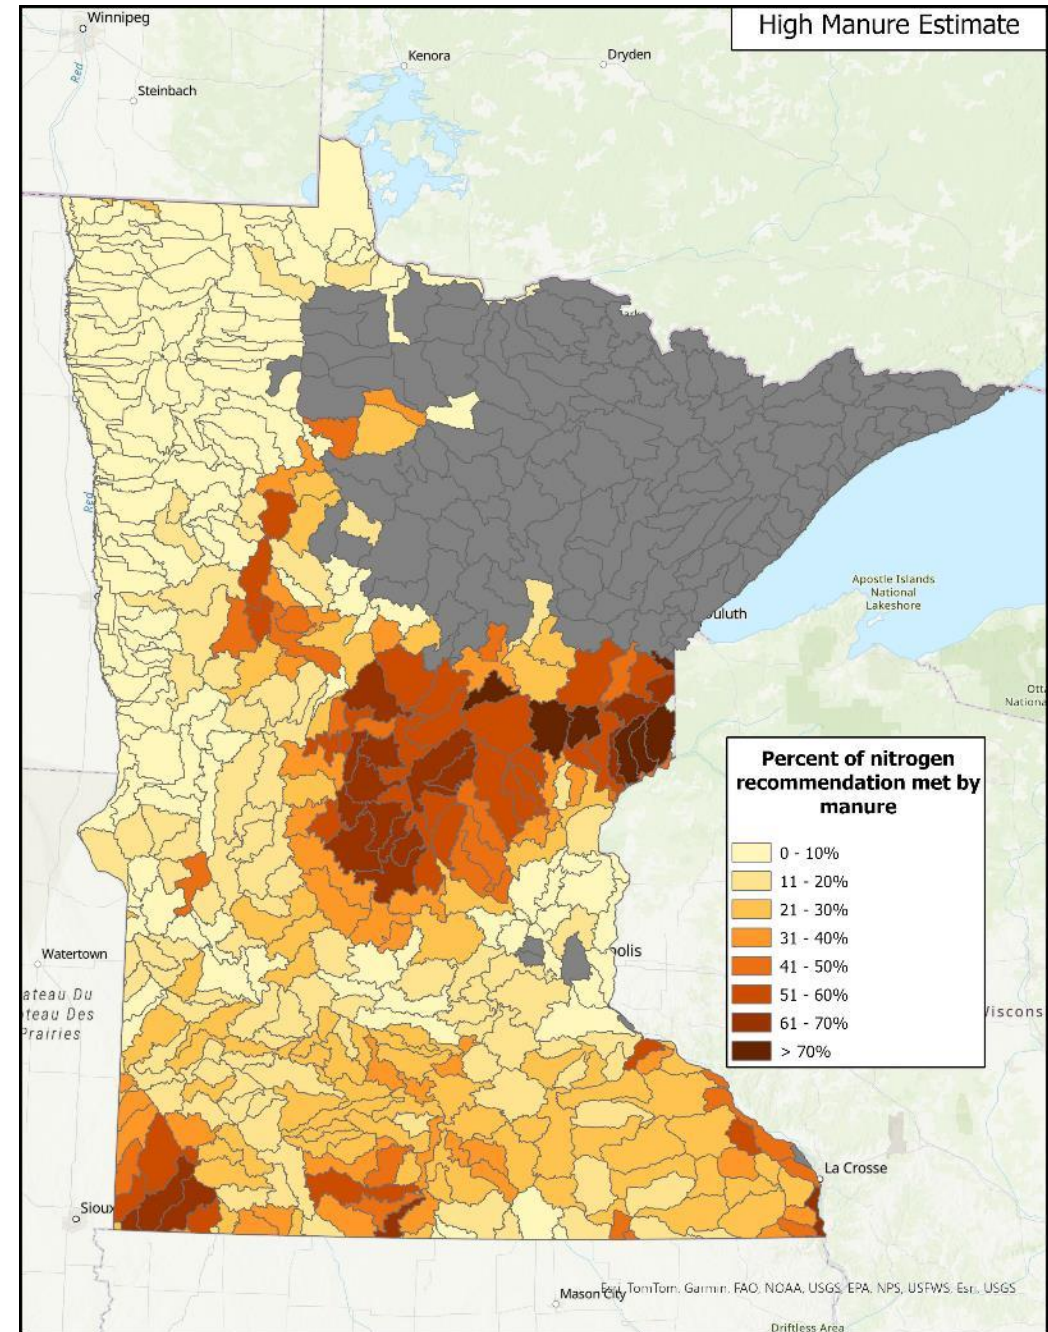 High Manure Estimate
Winnipeg
Kenora
Dryden
Red
Steinbach
Red
Apostle Islands
National
Lakeshore
uluth
Ott
Nationa
Percent of nitrogen
recommendation met by
manure
0 - 10%
11 - 20%
21 - 30%
31 - 40%
41 - 50%
51 - 60%
61 - 70%
> 70%
Watertown
polis
ateau Du
teau Des
Prairies
Viscons
La Crosse
Sioux
Mason City
Esri, TomTom, Garmin, FAO, NOAA, USGS, EPA, NPS, USFWS, Esri, USGS
Driftless Area